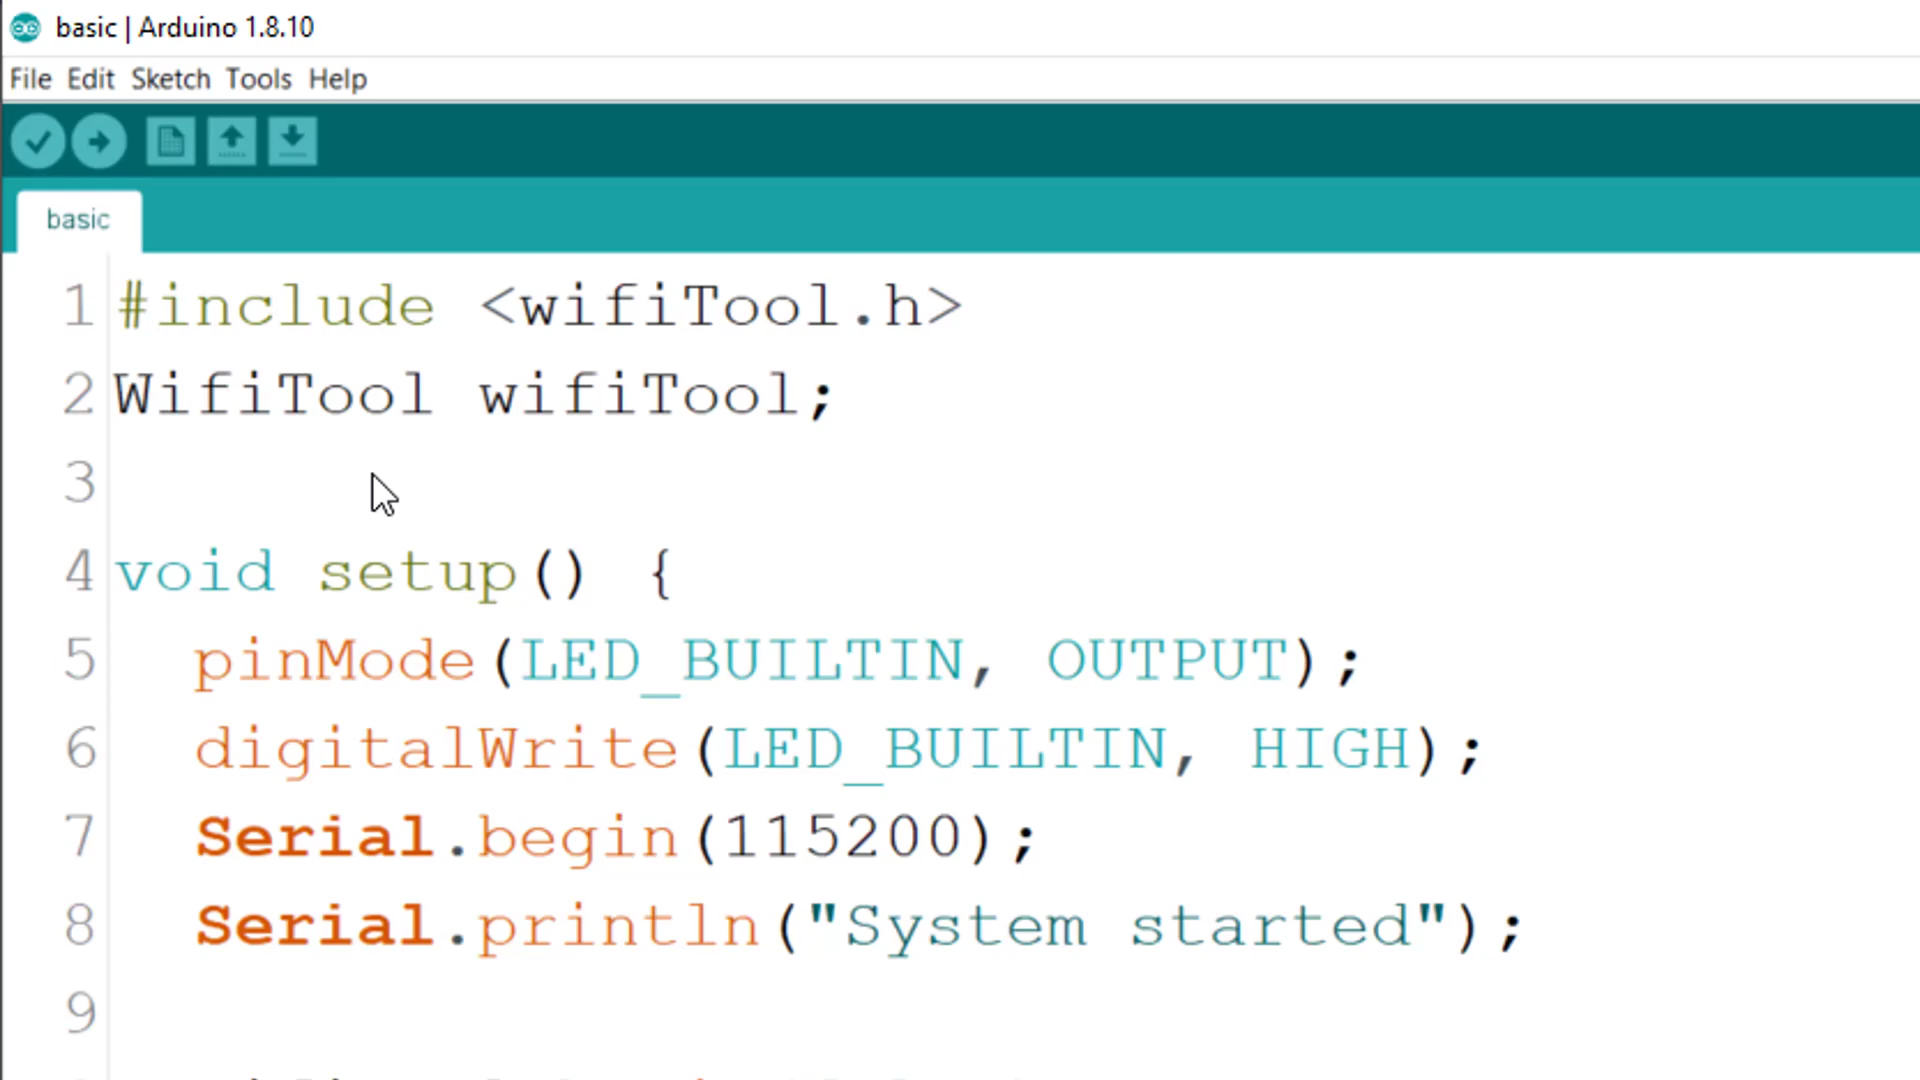 basic | Arduino 1.8.10
File Edit Sketch Tools Help
basic
1 #include <wifiTool.h>
2 WifiTool wifiTool;
3
4 void setup() {
5 pinMode(LED_BUILTIN, OUTPUT);
6 digitalWrite(LED_BUILTIN, HIGH);
7 Serial.begin(115200);
8 Serial.println("System started");
9